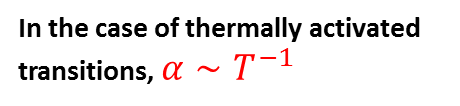 In the case of thermally activated
transitions, α ~ T⁻¹